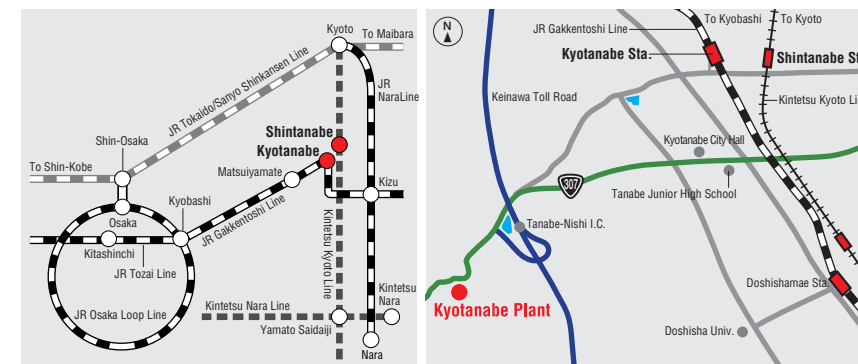 Kyoto
To Maibara
JR Tokaido/Sanyo Shinkansen Line
JR
NaraLine
Shin-Osaka
Shintanabe
Kyotanabe
To Shin-Kobe
Matsuiyamate
Kizu
Kyobashi
Osaka
JR Gakkentoshi Line
Kitashinchi
JR Tozai Line
Kintetsu Kyoto Line
Kintetsu
Nara
Kintetsu Nara Line
JR Osaka Loop Line
Yamato Saidaiji
Nara
N
To Kyobashi
To Kyoto
JR Gakkentoshi Line
Kyotanabe Sta.
Shintanabe
Keinawa Toll Road
Kintetsu Kyoto
Kyotanabe City Hall
307
Tanabe Junior High School
Tanabe-Nishi I.C.
Doshishamae Sta.
Kyotanabe Plant
Doshisha Univ.